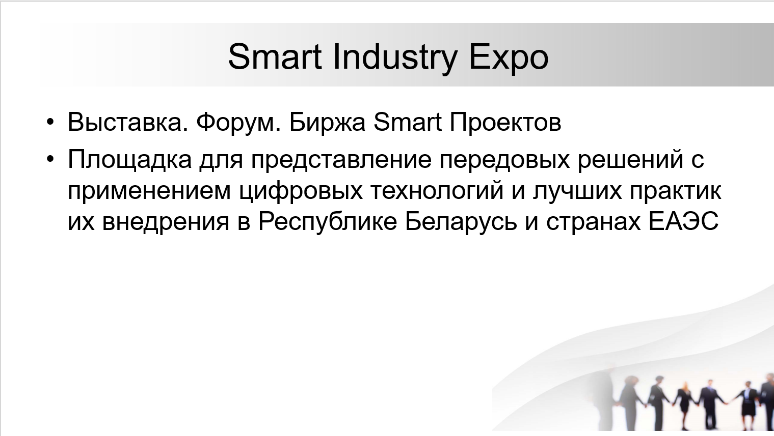 Smart Industry Expo
• Выставка. Форум. Биржа Smart Проектов
• Площадка для представление передовых решений с
применением цифровых технологий и лучших практик
их внедрения в Республике Беларусь и странах ЕАЭС